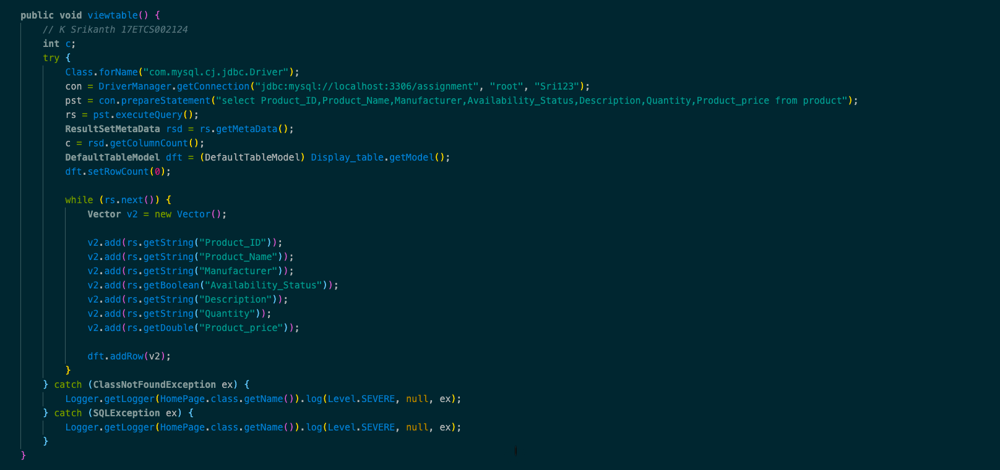 public void viewtable() {
// K Srikanth 17ETCS002124
int c;
try {
Class.forName("com.mysql.cj.jdbc.Driver");
con = DriverManager.getConnection("jdbc:mysql://localhost:3306/assignment", "root", "Sri123");
pst = con.prepareStatement("select Product_ID,Product_Name,Manufacturer,Availability_Status,Description,Quantity,Product_price from product");
rs = pst.executeQuery();
ResultSetMetaData rsd = rs.getMetaData();
c = rsd.getColumnCount();
DefaultTableModel dft = (DefaultTableModel) Display_table.getModel();
dft.setRowCount(0);
while (rs.next()) {
Vector v2 = new Vector();
v2.add(rs.getString("Product_ID"));
v2.add(rs.getString("Product_Name"));
v2.add(rs.getString("Manufacturer"));
v2.add(rs.getBoolean("Availability_Status"));
v2.add(rs.getString("Description"));
v2.add(rs.getString("Quantity"));
v2.add(rs.getDouble("Product_price"));
dft.addRow(v2);
}
} catch (ClassNotFoundException ex) {
Logger.getLogger(HomePage.class.getName()).log(Level.SEVERE, null, ex);
} catch (SQLException ex) {
Logger.getLogger(HomePage.class.getName()).log(Level.SEVERE, null, ex);
}
}